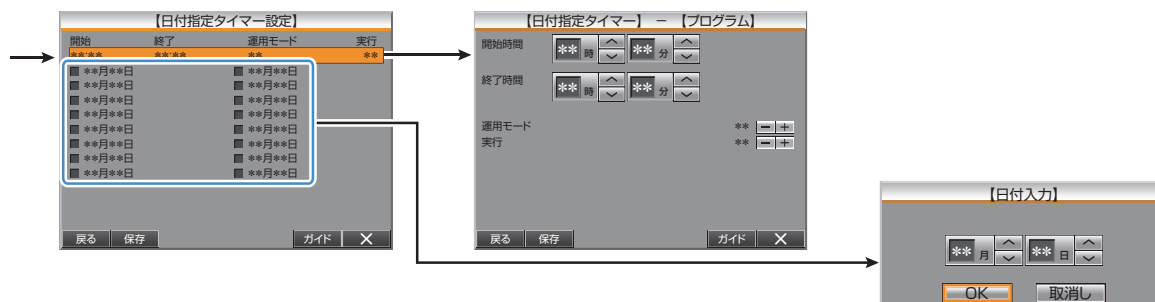 【日付指定タイマー設定】
開始 終了 運用モード 実行
**:** **:** ** **
**月**日 **月**日
**月**日 **月**日
**月**日 **月**日
**月**日 **月**日
**月**日 **月**日
**月**日 **月**日
**月**日 **月**日
**月**日 **月**日
戻る 保存 ガイド ×
【日付指定タイマー】 − 【プログラム】
開始時間 ** 時 ** 分
終了時間 ** 時 ** 分
運用モード ** − +
実行 ** − +
戻る 保存 ガイド ×
【日付入力】
** 月 ** 日
OK 取消し